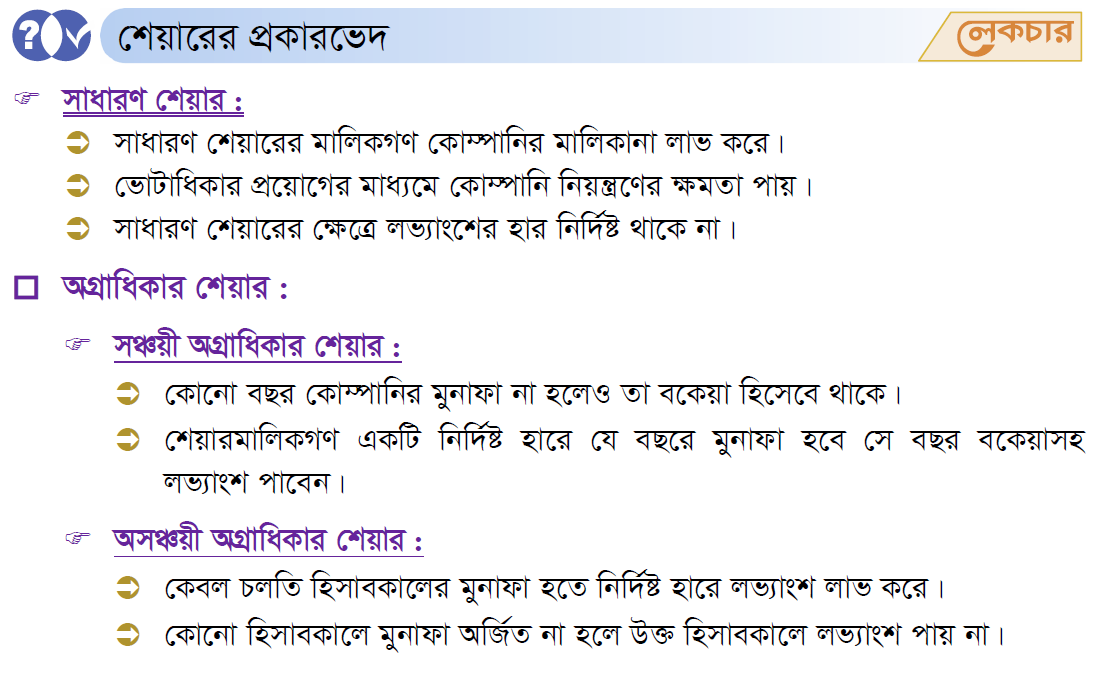 শেয়ারের প্রকারভেদ
লেকচার
সাধারণ শেয়ার :
সাধারণ শেয়ারের মালিকগণ কোম্পানির মালিকানা লাভ করে।
ভোটাধিকার প্রয়োগের মাধ্যমে কোম্পানি নিয়ন্ত্রণের ক্ষমতা পায়।
সাধারণ শেয়ারের ক্ষেত্রে লভ্যাংশের হার নির্দিষ্ট থাকে না।
অগ্রাধিকার শেয়ার :
সঞ্চয়ী অগ্রাধিকার শেয়ার :
কোনো বছর কোম্পানির মুনাফা না হলেও তা বকেয়া হিসেবে থাকে।
শেয়ারমালিকগণ একটি নির্দিষ্ট হারে যে বছরে মুনাফা হবে সে বছর বকেয়াসহ
লভ্যাংশ পাবেন।
অসঞ্চয়ী অগ্রাধিকার শেয়ার :
কেবল চলতি হিসাবকালের মুনাফা হতে নির্দিষ্ট হারে লভ্যাংশ লাভ করে।
কোনো হিসাবকালে মুনাফা অর্জিত না হলে উক্ত হিসাবকালে লভ্যাংশ পায় না।